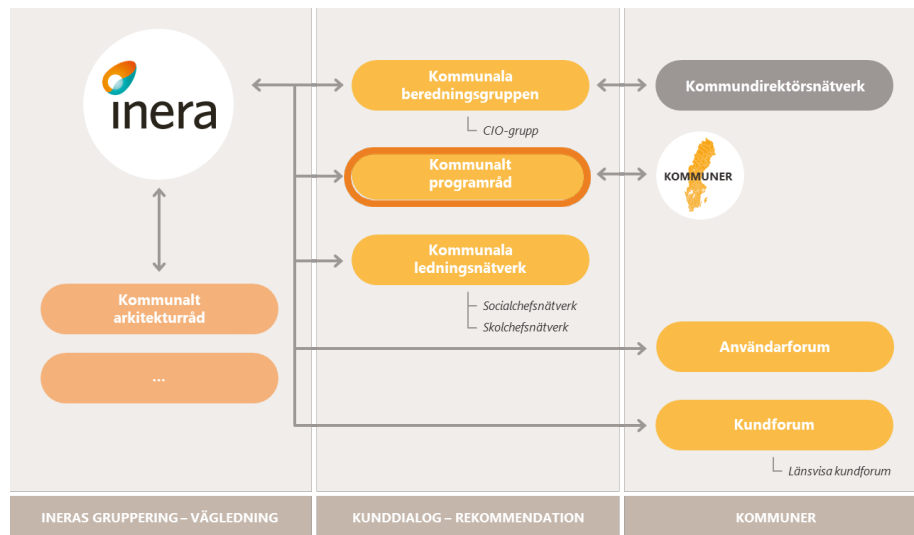 inera
Kommunalt
arkitekturråd
...
INERAS GRUPPERING – VÄGLEDNING
Kommunala
beredningsgruppen
CIO-grupp
Kommunalt
programråd
Kommunala
ledningsnätverk
Socialchefsnätverk
Skolchefsnätverk
KUNDDIALOG – REKOMMENDATION
Kommundirektörsnätverk
KOMMUNER
Användarforum
Kundforum
Länsvisa kundforum
KOMMUNER